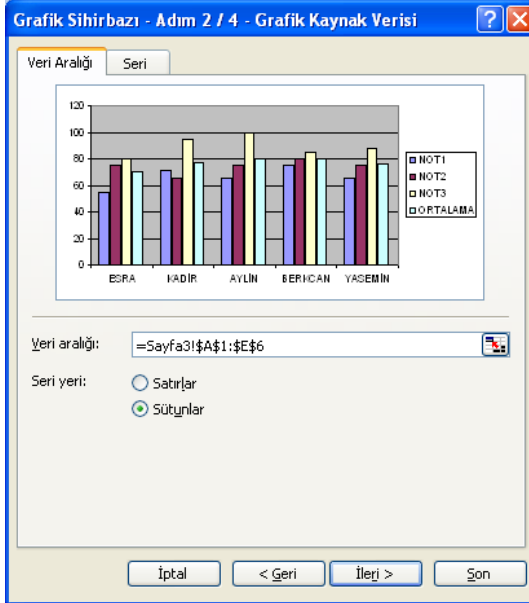 Grafik Sihirbazı - Adım 2 / 4 - Grafik Kaynak Verisi
Veri Aralığı Seri
120
100
80
60
40
20
0
ESRA KADİR AYLİN BERKCAN YASEMİN
NOT1
NOT2
NOT3
ORTALAMA
Veri aralığı: =Sayfa3!$A$1:$E$6
Seri yeri: Satırlar
Sütunlar
İptal < Geri İleri > Son